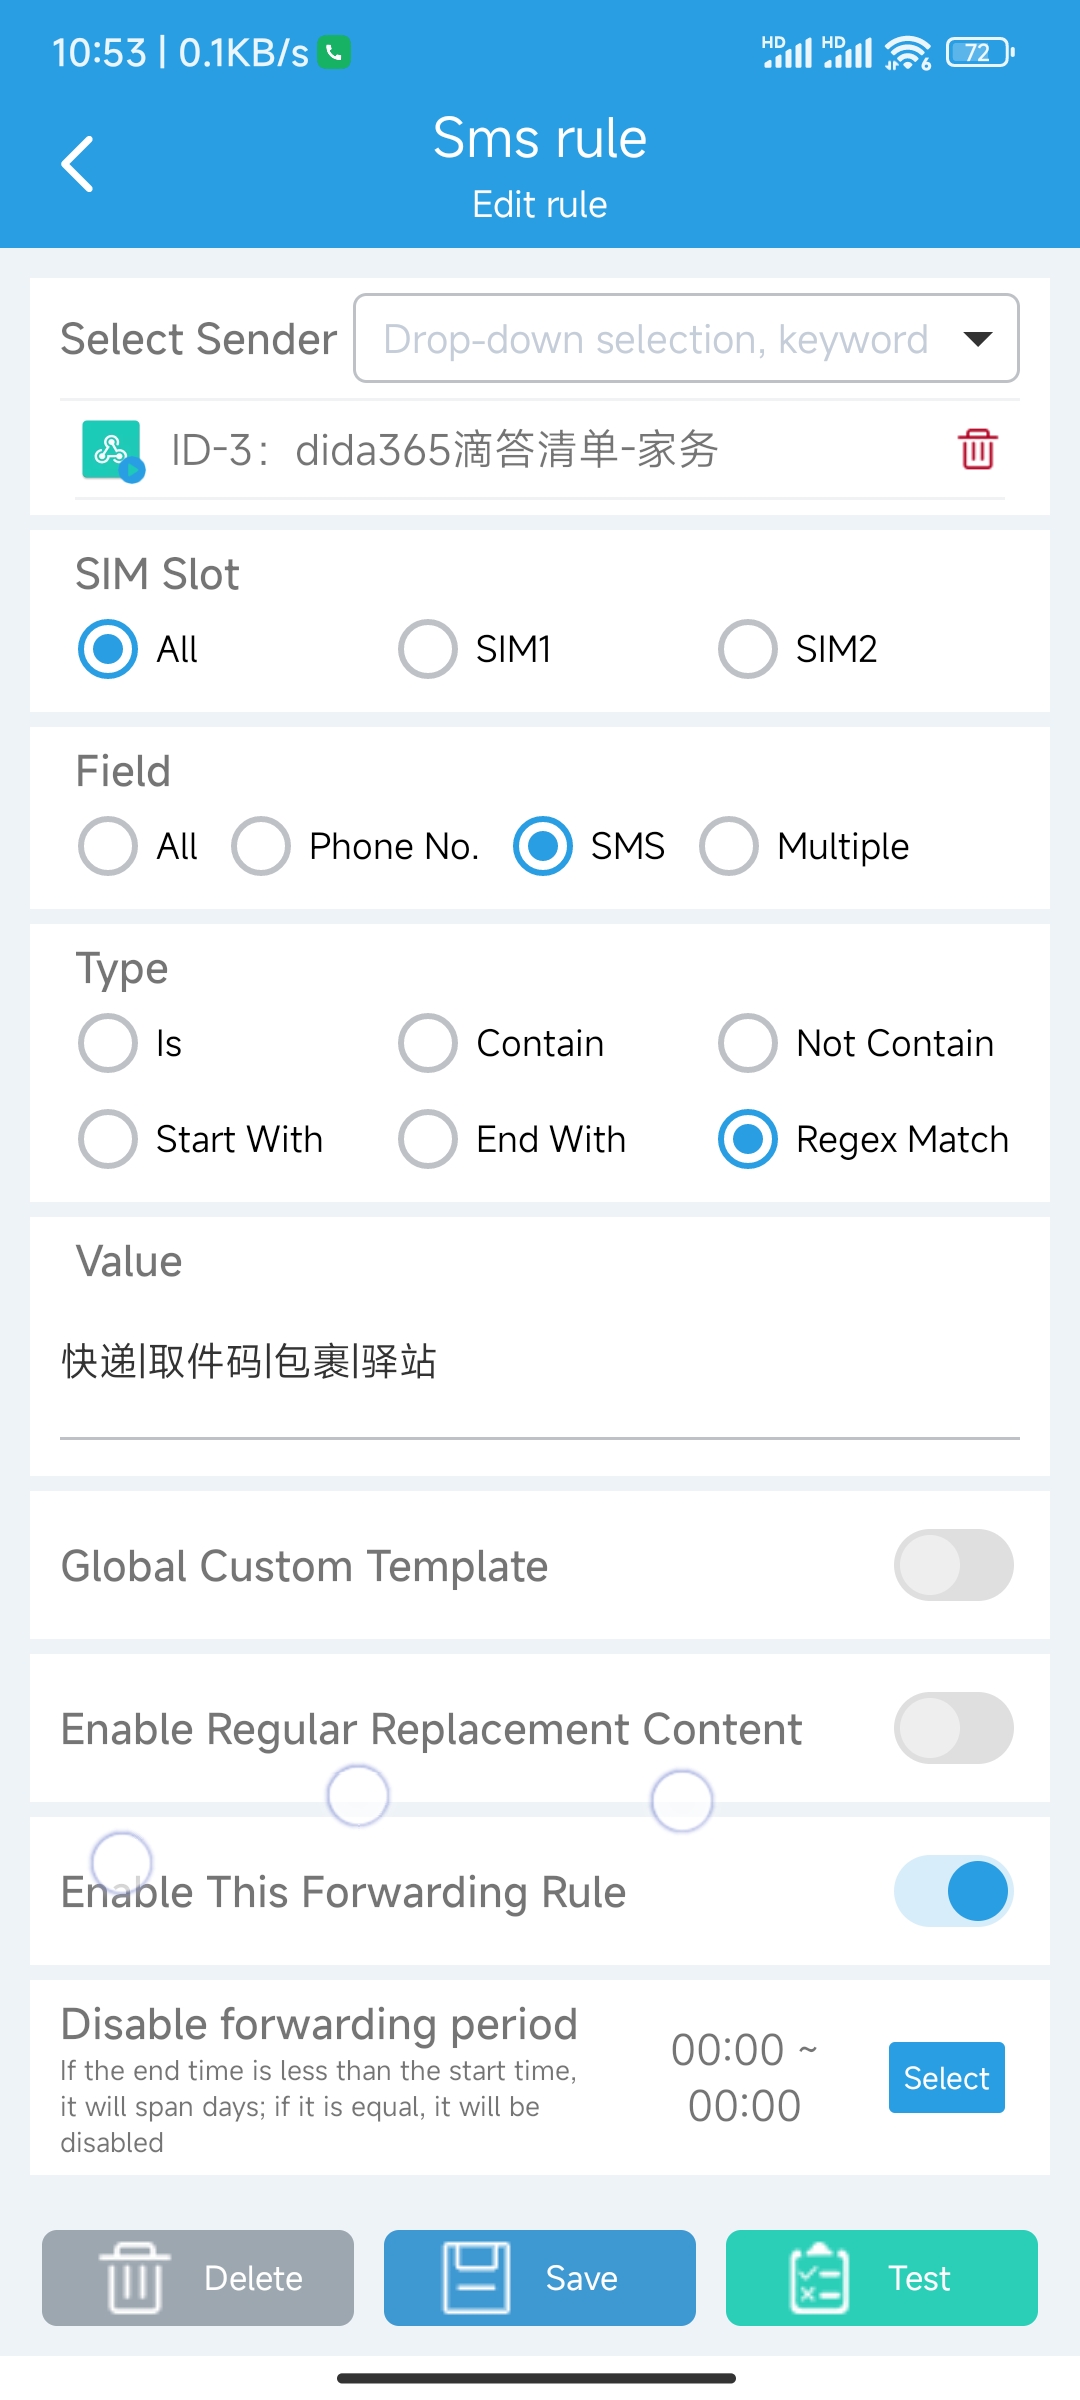 10:53 | 0.1KB/s
HD HD 6 72
Sms rule
Edit rule
Select Sender Drop-down selection, keyword
ID-3：dida365滴答清单-家务
SIM Slot
All SIM1 SIM2
Field
All Phone No. SMS Multiple
Type
Is Contain Not Contain
Start With End With Regex Match
Value
快递|取件码|包裹|驿站
Global Custom Template
Enable Regular Replacement Content
Enable This Forwarding Rule
Disable forwarding period
If the end time is less than the start time,
it will span days; if it is equal, it will be
disabled
00:00 ~
00:00
Select
Delete Save Test